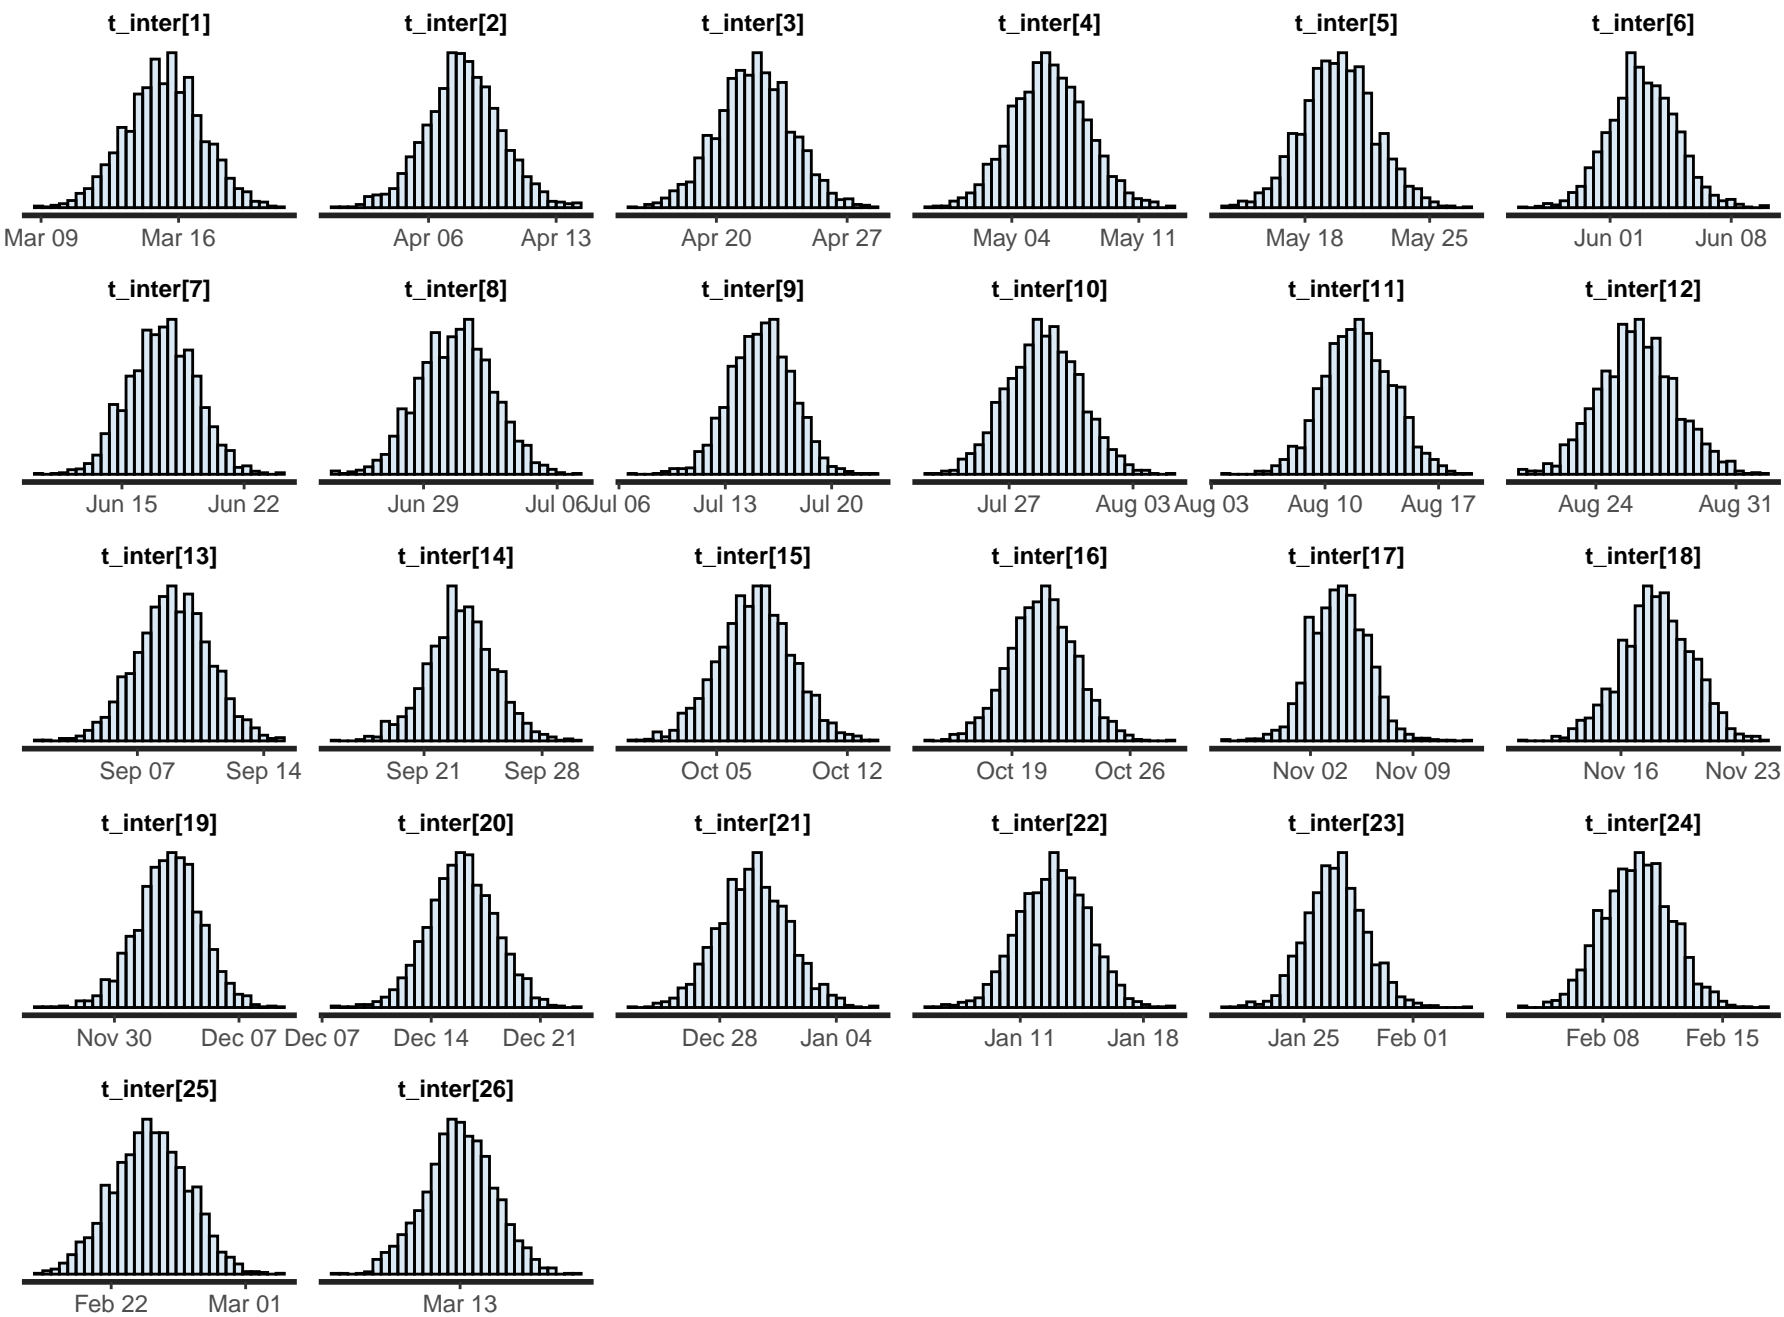 t_inter[1] t_inter[2] t_inter[3] t_inter[4] t_inter[5] t_inter[6]
Mar 09 Mar 16 Apr 06 Apr 13 Apr 20 Apr 27 May 04 May 11 May 18 May 25 Jun 01 Jun 08
t_inter[7] t_inter[8] t_inter[9] t_inter[10] t_inter[11] t_inter[12]
Jun 15 Jun 22 Jun 29 Jul 06 Jul 06 Jul 13 Jul 20 Jul 27 Aug 03 Aug 03 Aug 10 Aug 17 Aug 24 Aug 31
t_inter[13] t_inter[14] t_inter[15] t_inter[16] t_inter[17] t_inter[18]
Sep 07 Sep 14 Sep 21 Sep 28 Oct 05 Oct 12 Oct 19 Oct 26 Nov 02 Nov 09 Nov 16 Nov 23
t_inter[19] t_inter[20] t_inter[21] t_inter[22] t_inter[23] t_inter[24]
Nov 30 Dec 07 Dec 07 Dec 14 Dec 21 Dec 28 Jan 04 Jan 11 Jan 18 Jan 25 Feb 01 Feb 08 Feb 15
t_inter[25] t_inter[26]
Feb 22 Mar 01 Mar 13